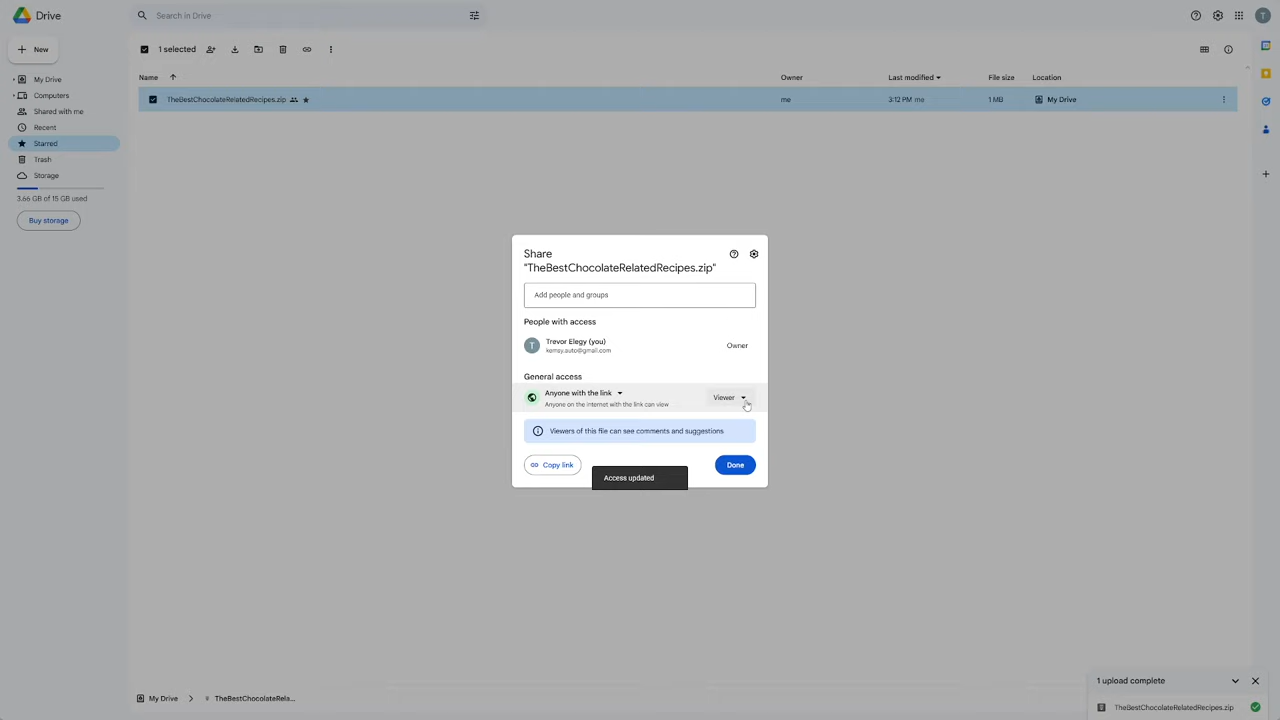 Drive
Search in Drive
T
New
1 selected
My Drive
Computers
Shared with me
Recent
Starred
Trash
Storage
3.66 GB of 15 GB used
Buy storage
Name
Owner
Last modified
File size
Location
TheBestChocolateRelatedRecipes.zip
me
3:12 PM me
1 MB
My Drive
Share
"TheBestChocolateRelatedRecipes.zip"
Add people and groups
People with access
T
Trevor Elegy (you)
kemsy.auto@gmail.com
Owner
General access
Anyone with the link
Anyone on the internet with the link can view
Viewer
Viewers of this file can see comments and suggestions
Copy link
Done
Access updated
My Drive
TheBestChocolateRela...
1 upload complete
TheBestChocolateRelatedRecipes.zip